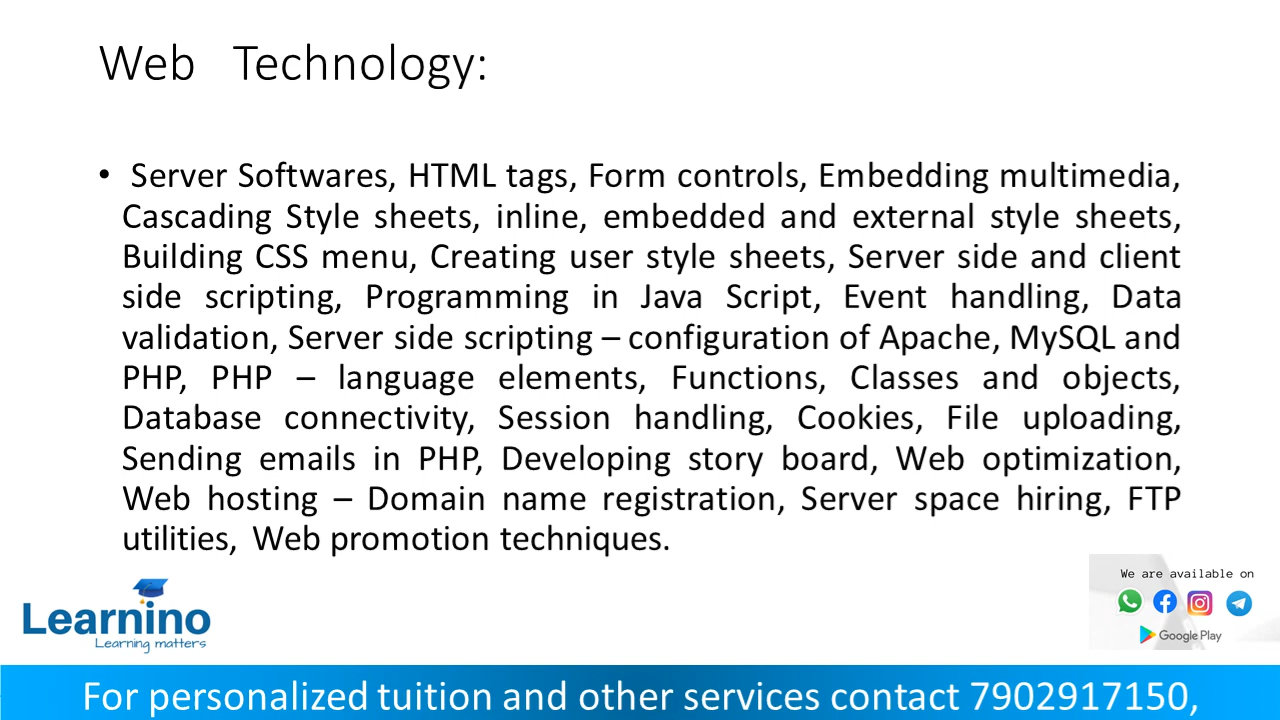 Web Technology:
• Server Softwares, HTML tags, Form controls, Embedding multimedia,
Cascading Style sheets, inline, embedded and external style sheets,
Building CSS menu, Creating user style sheets, Server side and client
side scripting, Programming in Java Script, Event handling, Data
validation, Server side scripting – configuration of Apache, MySQL and
PHP, PHP – language elements, Functions, Classes and objects,
Database connectivity, Session handling, Cookies, File uploading,
Sending emails in PHP, Developing story board, Web optimization,
Web hosting – Domain name registration, Server space hiring, FTP
utilities, Web promotion techniques.
We are available on
Google Play
Learnino
Learning matters
For personalized tuition and other services contact 7902917150,